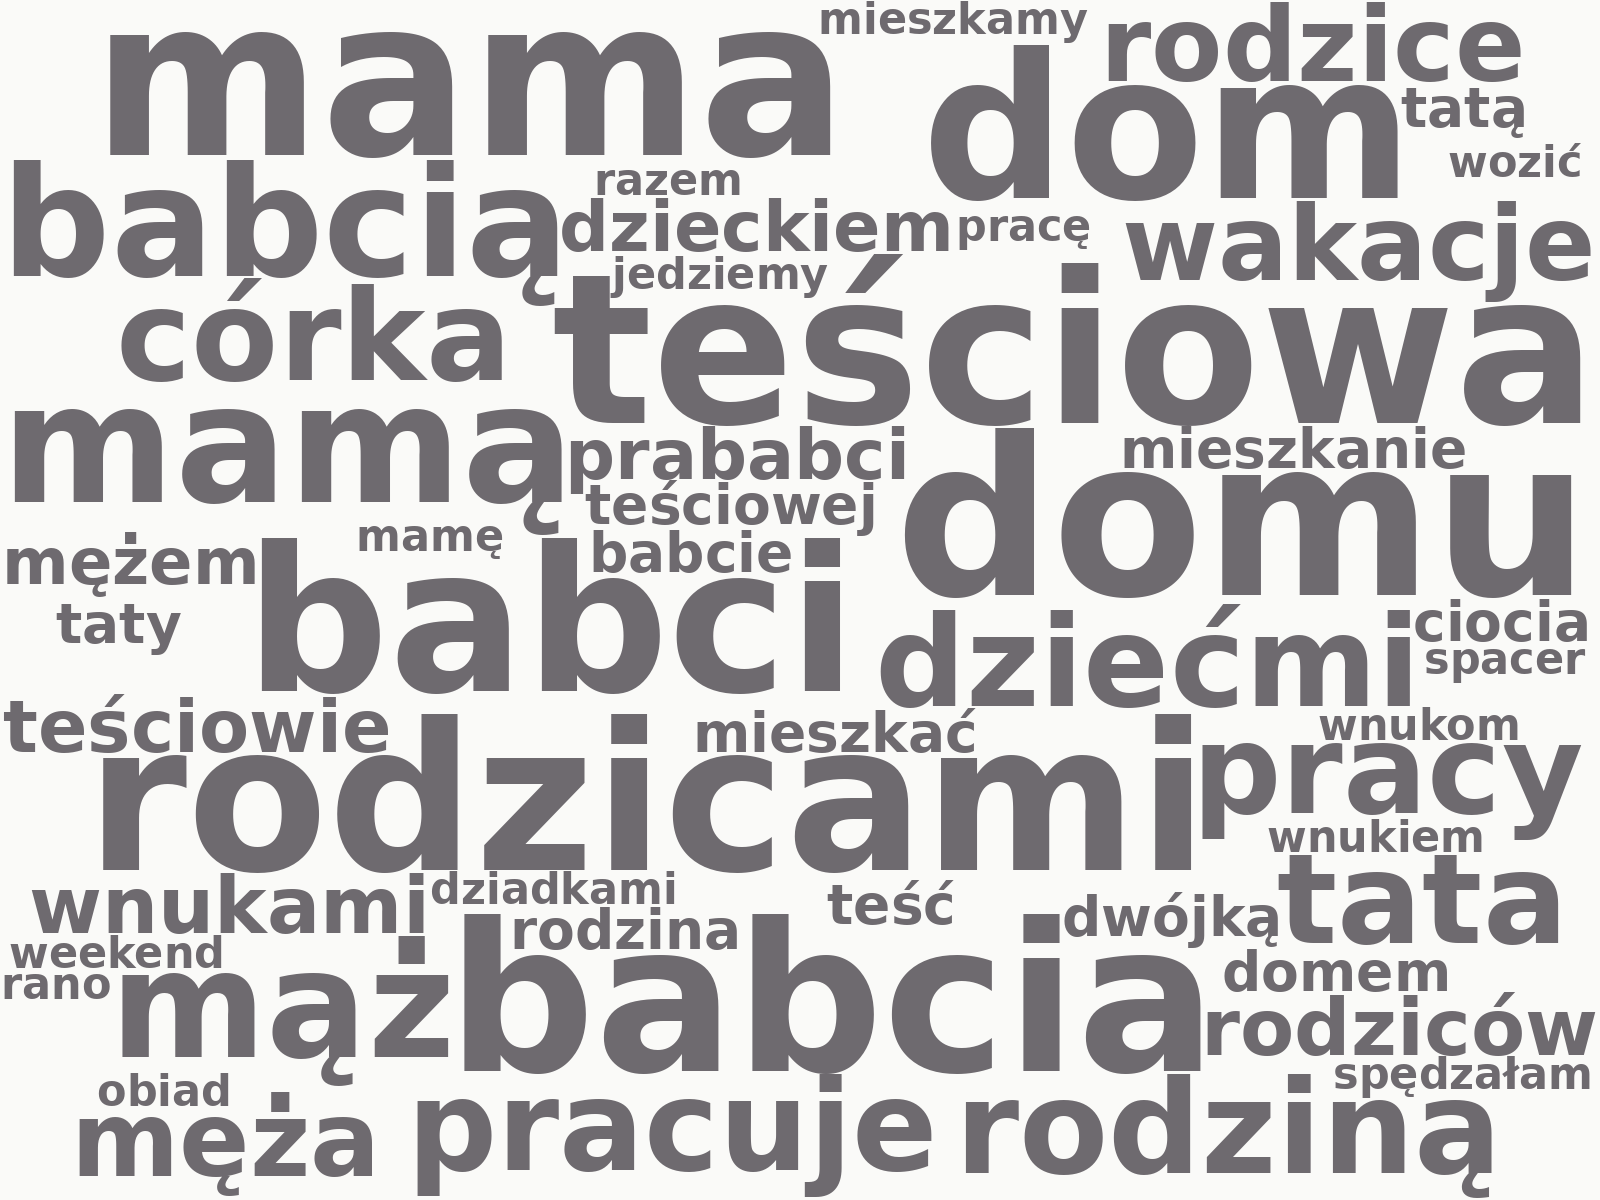 mieszkamy
mama
rodzice
dom
tatą
wozić
babcią
razem
dzieckiem
pracę
wakacje
jedziemy
córka
teściowa
mamą
prababci
mieszkanie
teściowej
domu
mężem
mamę
babcie
babci
taty
dziećmi
ciocia
spacer
teściowie
mieszkać
wnukom
rodzicami
pracy
wnukiem
wnukami
dziadkami
teść
dwójką
tata
rodzina
weekend
rano
mąż
babcia
domem
rodziców
spędzałam
obiad
męża
pracuje
rodziną